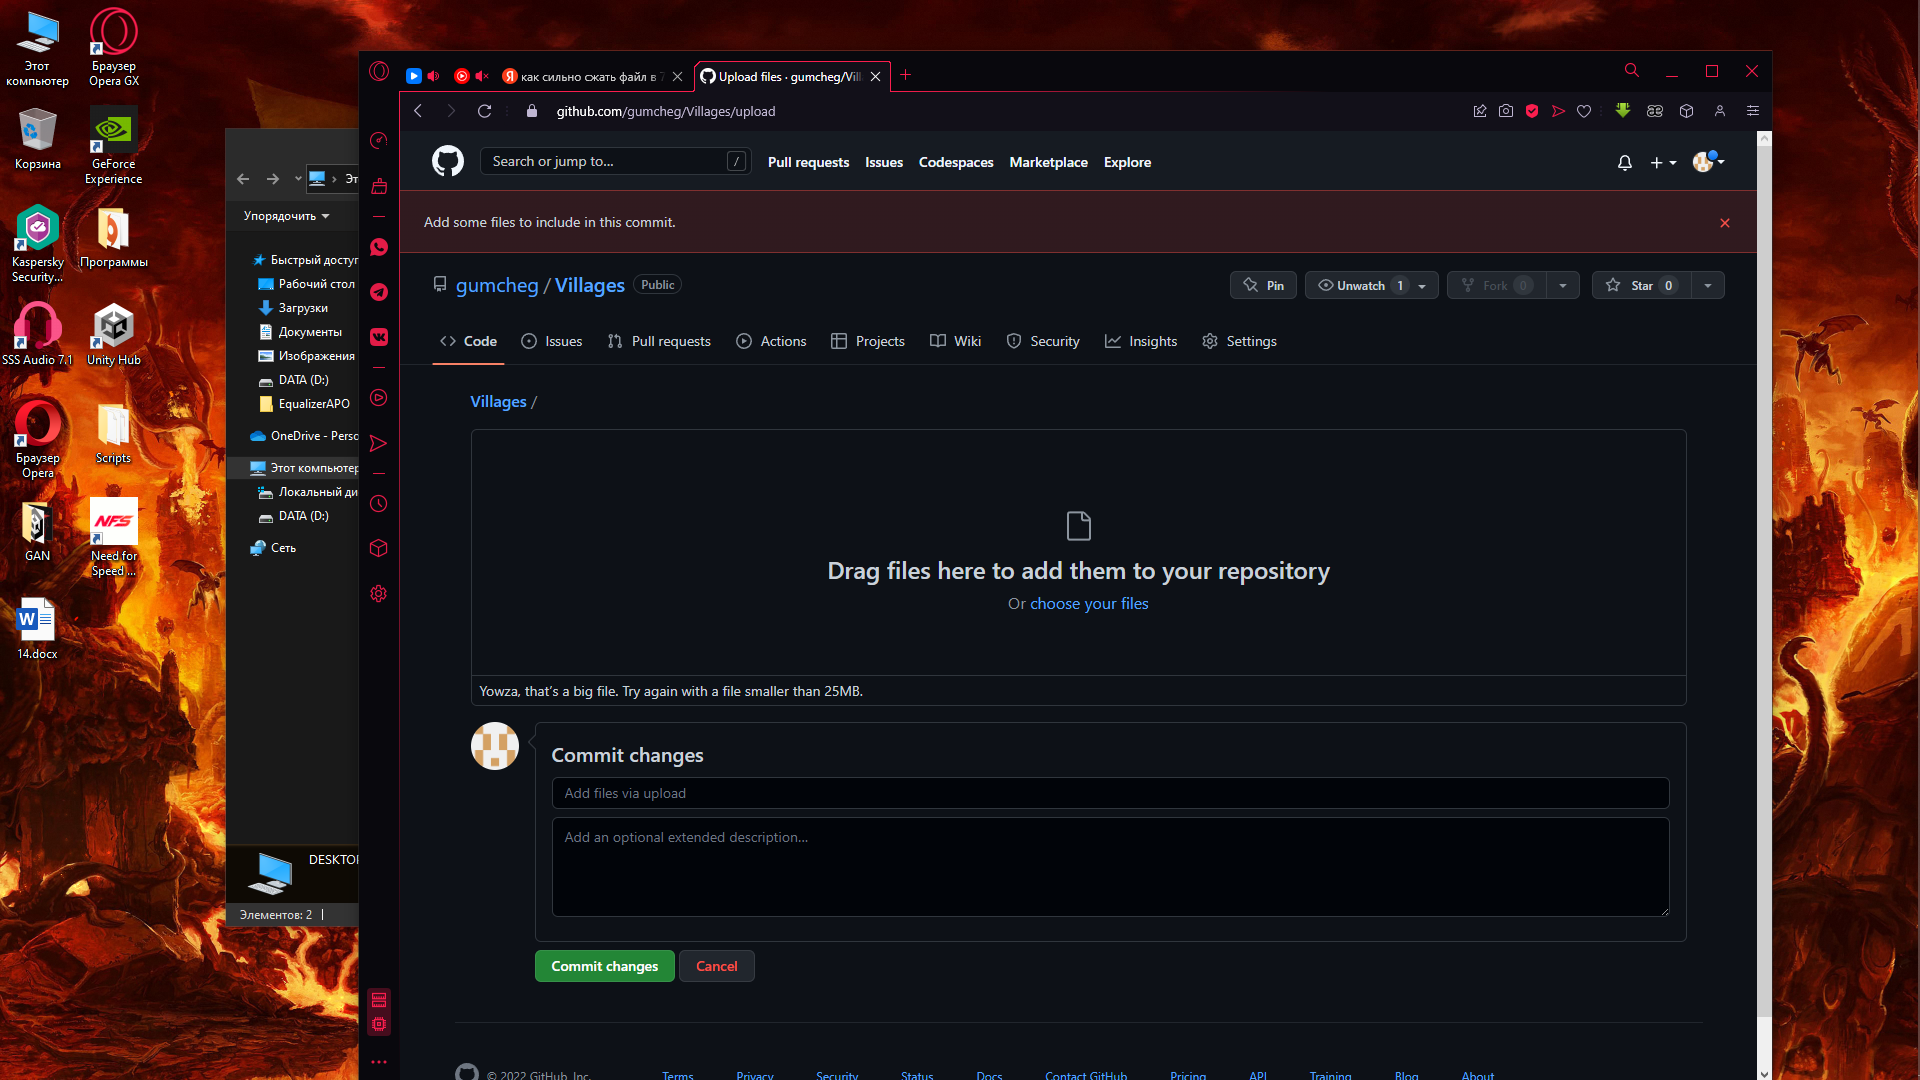 Этот
компьютер
Браузер
Opera GX
Корзина
GeForce
Experience
Kaspersky
Security...
Программы
SSS Audio 7.1
Unity Hub
Браузер
Opera
Scripts
GAN
NFS
Need for
Speed ...
14.docx
Упорядочить
Быстрый доступ
Рабочий стол
Загрузки
Документы
Изображения
DATA (D:)
EqualizerAPO
OneDrive - Perso
Этот компьютер
Локальный ди
DATA (D:)
Сеть
DESKTOP
Элементов: 2
как сильно сжать файл в 7
Upload files · gumcheg/Vill
github.com/gumcheg/Villages/upload
Search or jump to...
/
Pull requests
Issues
Codespaces
Marketplace
Explore
Add some files to include in this commit.
gumcheg / Villages
Public
Pin
Unwatch 1
Fork 0
Star 0
Code
Issues
Pull requests
Actions
Projects
Wiki
Security
Insights
Settings
Villages /
Drag files here to add them to your repository
Or choose your files
Yowza, that's a big file. Try again with a file smaller than 25MB.
Commit changes
Add files via upload
Add an optional extended description...
Commit changes
Cancel
© 2022 GitHub, Inc.
Terms
Privacy
Security
Status
Docs
Contact GitHub
Pricing
API
Training
Blog
About